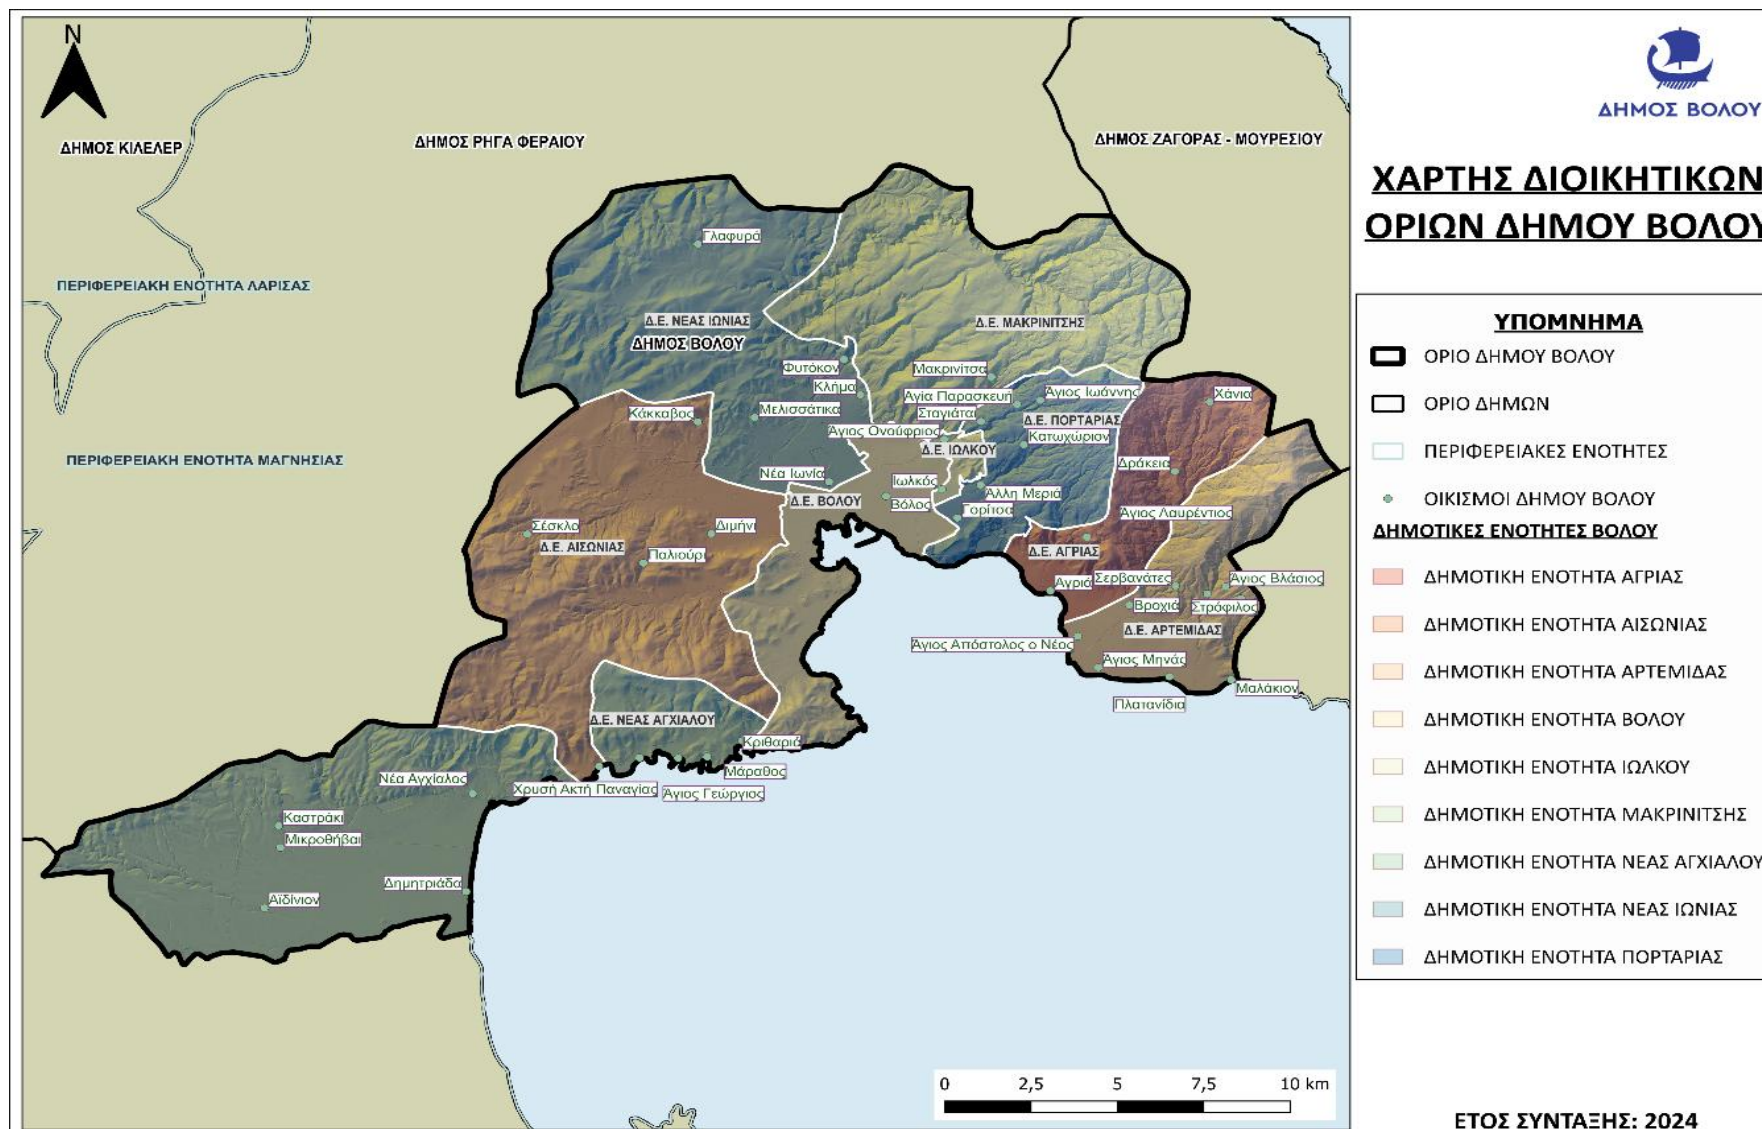 N
ΔΗΜΟΣ ΒΟΛΟΥ
ΔΗΜΟΣ ΚΙΛΕΛΕΡ
ΔΗΜΟΣ ΡΗΓΑ ΦΕΡΑΙΟΥ
ΔΗΜΟΣ ΖΑΓΟΡΑΣ - ΜΟΥΡΕΣΙΟΥ
ΧΑΡΤΗΣ ΔΙΟΙΚΗΤΙΚΩΝ
ΟΡΙΩΝ ΔΗΜΟΥ ΒΟΛΟΥ
ΠΕΡΙΦΕΡΕΙΑΚΗ ΕΝΟΤΗΤΑ ΛΑΡΙΣΑΣ
ΠΕΡΙΦΕΡΕΙΑΚΗ ΕΝΟΤΗΤΑ ΜΑΓΝΗΣΙΑΣ
Γλαφυρά
Δ.Ε. ΝΕΑΣ ΙΩΝΙΑΣ
ΔΗΜΟΣ ΒΟΛΟΥ
Δ.Ε. ΜΑΚΡΙΝΙΤΣΗΣ
Φυτόκον
Μακρινίτσα
Κλήμα
Αγία Παρασκευή
Άγιος Ιωάννης
Χάνια
Κάκκαβος
Μελισσάτικα
Σταγιάται
Δ.Ε. ΠΟΡΤΑΡΙΑΣ
Άγιος Ονούφριος
Κατωχώριον
Δ.Ε. ΙΩΛΚΟΥ
Δράκεια
Νέα Ιωνία
Ιωλκός
Άλλη Μεριά
Δ.Ε. ΒΟΛΟΥ
Βόλος
Γορίτσα
Άγιος Λαυρέντιος
Σέσκλο
Διμήνι
Δ.Ε. ΑΙΣΩΝΙΑΣ
Παλιούρι
Δ.Ε. ΑΓΡΙΑΣ
Αγριά
Σερβανάτες
Άγιος Βλάσιος
Βροχιά
Στρόφιλος
Δ.Ε. ΑΡΤΕΜΙΔΑΣ
Άγιος Απόστολος ο Νέος
Άγιος Μηνάς
Μαλάκιον
Πλατανίδια
Δ.Ε. ΝΕΑΣ ΑΓΧΙΑΛΟΥ
Κριθαριά
Μάραθος
Νέα Αγχίαλος
Χρυσή Ακτή Παναγίας
Άγιος Γεώργιος
Καστράκι
Μικροθήβαι
Δημητριάδα
Αϊδίνιον
ΥΠΟΜΝΗΜΑ
ΟΡΙΟ ΔΗΜΟΥ ΒΟΛΟΥ
ΟΡΙΟ ΔΗΜΩΝ
ΠΕΡΙΦΕΡΕΙΑΚΕΣ ΕΝΟΤΗΤΕΣ
ΟΙΚΙΣΜΟΙ ΔΗΜΟΥ ΒΟΛΟΥ
ΔΗΜΟΤΙΚΕΣ ΕΝΟΤΗΤΕΣ ΒΟΛΟΥ
ΔΗΜΟΤΙΚΗ ΕΝΟΤΗΤΑ ΑΓΡΙΑΣ
ΔΗΜΟΤΙΚΗ ΕΝΟΤΗΤΑ ΑΙΣΩΝΙΑΣ
ΔΗΜΟΤΙΚΗ ΕΝΟΤΗΤΑ ΑΡΤΕΜΙΔΑΣ
ΔΗΜΟΤΙΚΗ ΕΝΟΤΗΤΑ ΒΟΛΟΥ
ΔΗΜΟΤΙΚΗ ΕΝΟΤΗΤΑ ΙΩΛΚΟΥ
ΔΗΜΟΤΙΚΗ ΕΝΟΤΗΤΑ ΜΑΚΡΙΝΙΤΣΗΣ
ΔΗΜΟΤΙΚΗ ΕΝΟΤΗΤΑ ΝΕΑΣ ΑΓΧΙΑΛΟΥ
ΔΗΜΟΤΙΚΗ ΕΝΟΤΗΤΑ ΝΕΑΣ ΙΩΝΙΑΣ
ΔΗΜΟΤΙΚΗ ΕΝΟΤΗΤΑ ΠΟΡΤΑΡΙΑΣ
0 2,5 5 7,5 10 km
ΕΤΟΣ ΣΥΝΤΑΞΗΣ: 2024